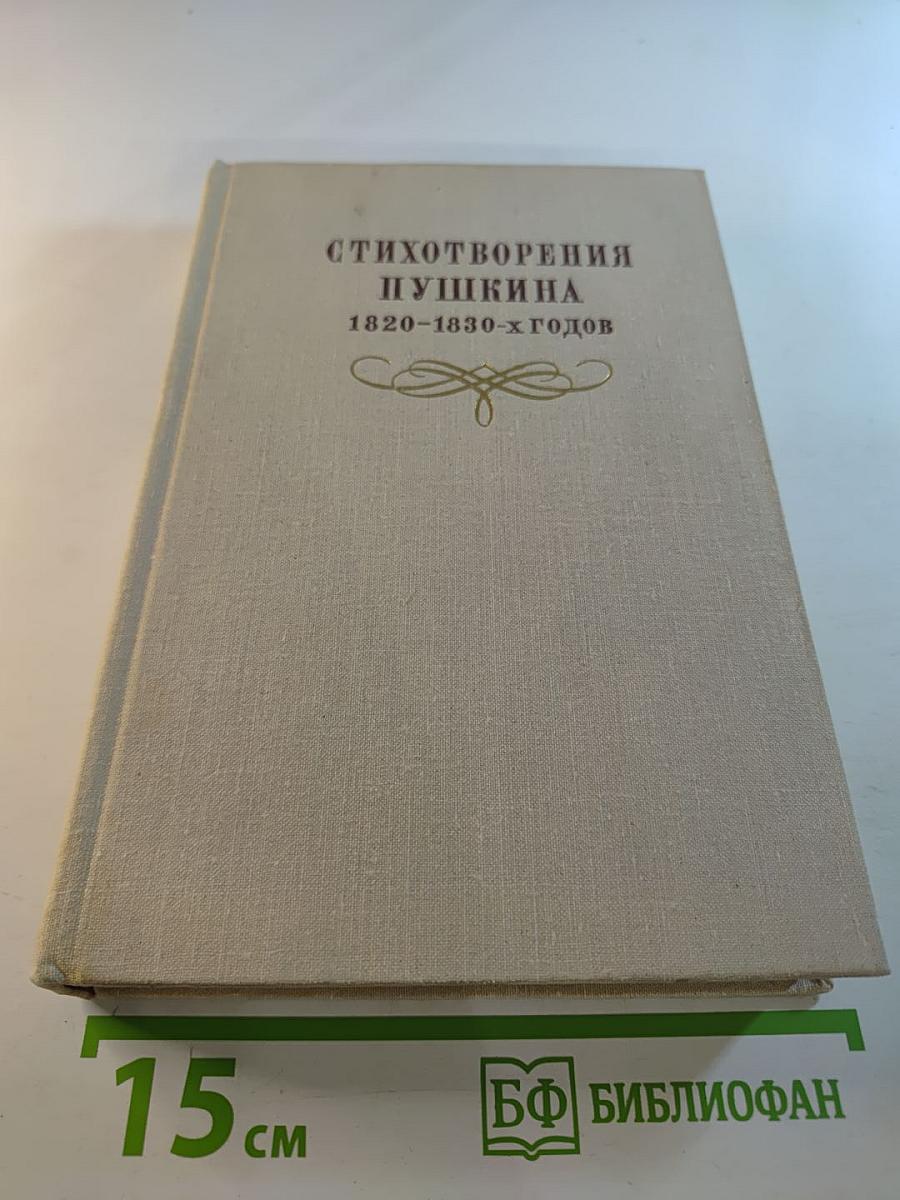 СТИХОТВОРЕНИЯ
ПУШКИНА
1820-1830-х ГОДОВ
15 см
БФ БИБЛИОФАН